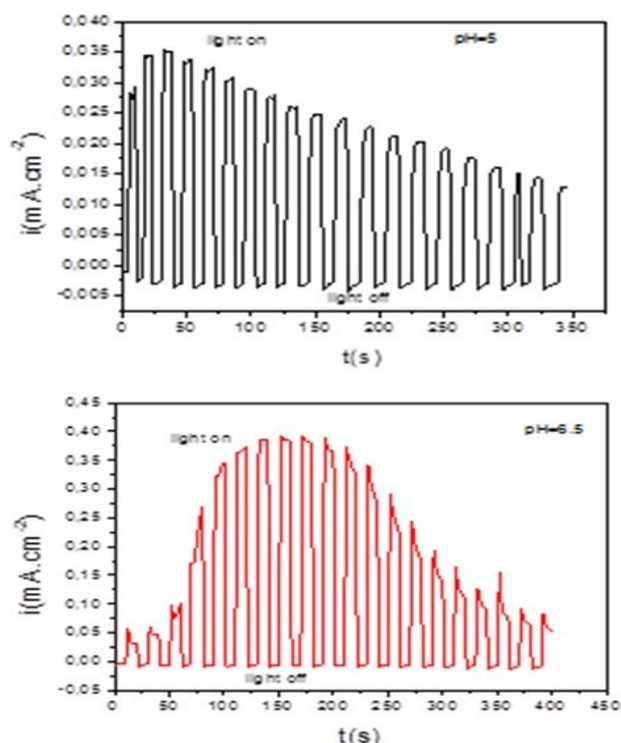 0,040
light on
pH=5
0,035
0,030
0,025
0,020
0,015
0,010
0,005
0,000
-0,005
i(mA.cm⁻²)
light off
0 50 100 150 200 250 300 350
t(s)
0,45
0,40
light on
pH=6.5
0,35
0,30
0,25
0,20
0,15
0,10
0,05
0,00
-0,05
i(mA.cm⁻²)
light off
0 50 100 150 200 250 300 350 400 450
t(s)